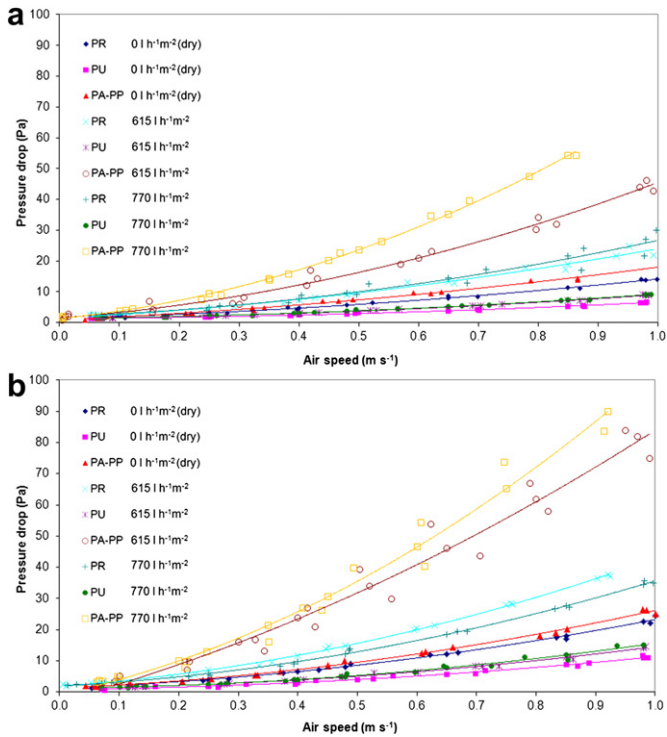 a
100
90
80
70
60
50
40
30
20
10
0
Pressure drop (Pa)
PR 0 l h-¹m-² (dry)
PU 0 l h-¹m-² (dry)
PA-PP 0 l h-¹m-² (dry)
PR 615 l h-¹m-²
PU 615 l h-¹m-²
PA-PP 615 l h-¹m-²
PR 770 l h-¹m-²
PU 770 l h-¹m-²
PA-PP 770 l h-¹m-²
0.0 0.1 0.2 0.3 0.4 0.5 0.6 0.7 0.8 0.9 1.0
Air speed (m s-¹)
b
100
90
80
70
60
50
40
30
20
10
0
Pressure drop (Pa)
PR 0 l h-¹m-² (dry)
PU 0 l h-¹m-² (dry)
PA-PP 0 l h-¹m-² (dry)
PR 615 l h-¹m-²
PU 615 l h-¹m-²
PA-PP 615 l h-¹m-²
PR 770 l h-¹m-²
PU 770 l h-¹m-²
PA-PP 770 l h-¹m-²
0.0 0.1 0.2 0.3 0.4 0.5 0.6 0.7 0.8 0.9 1.0
Air speed (m s-¹)